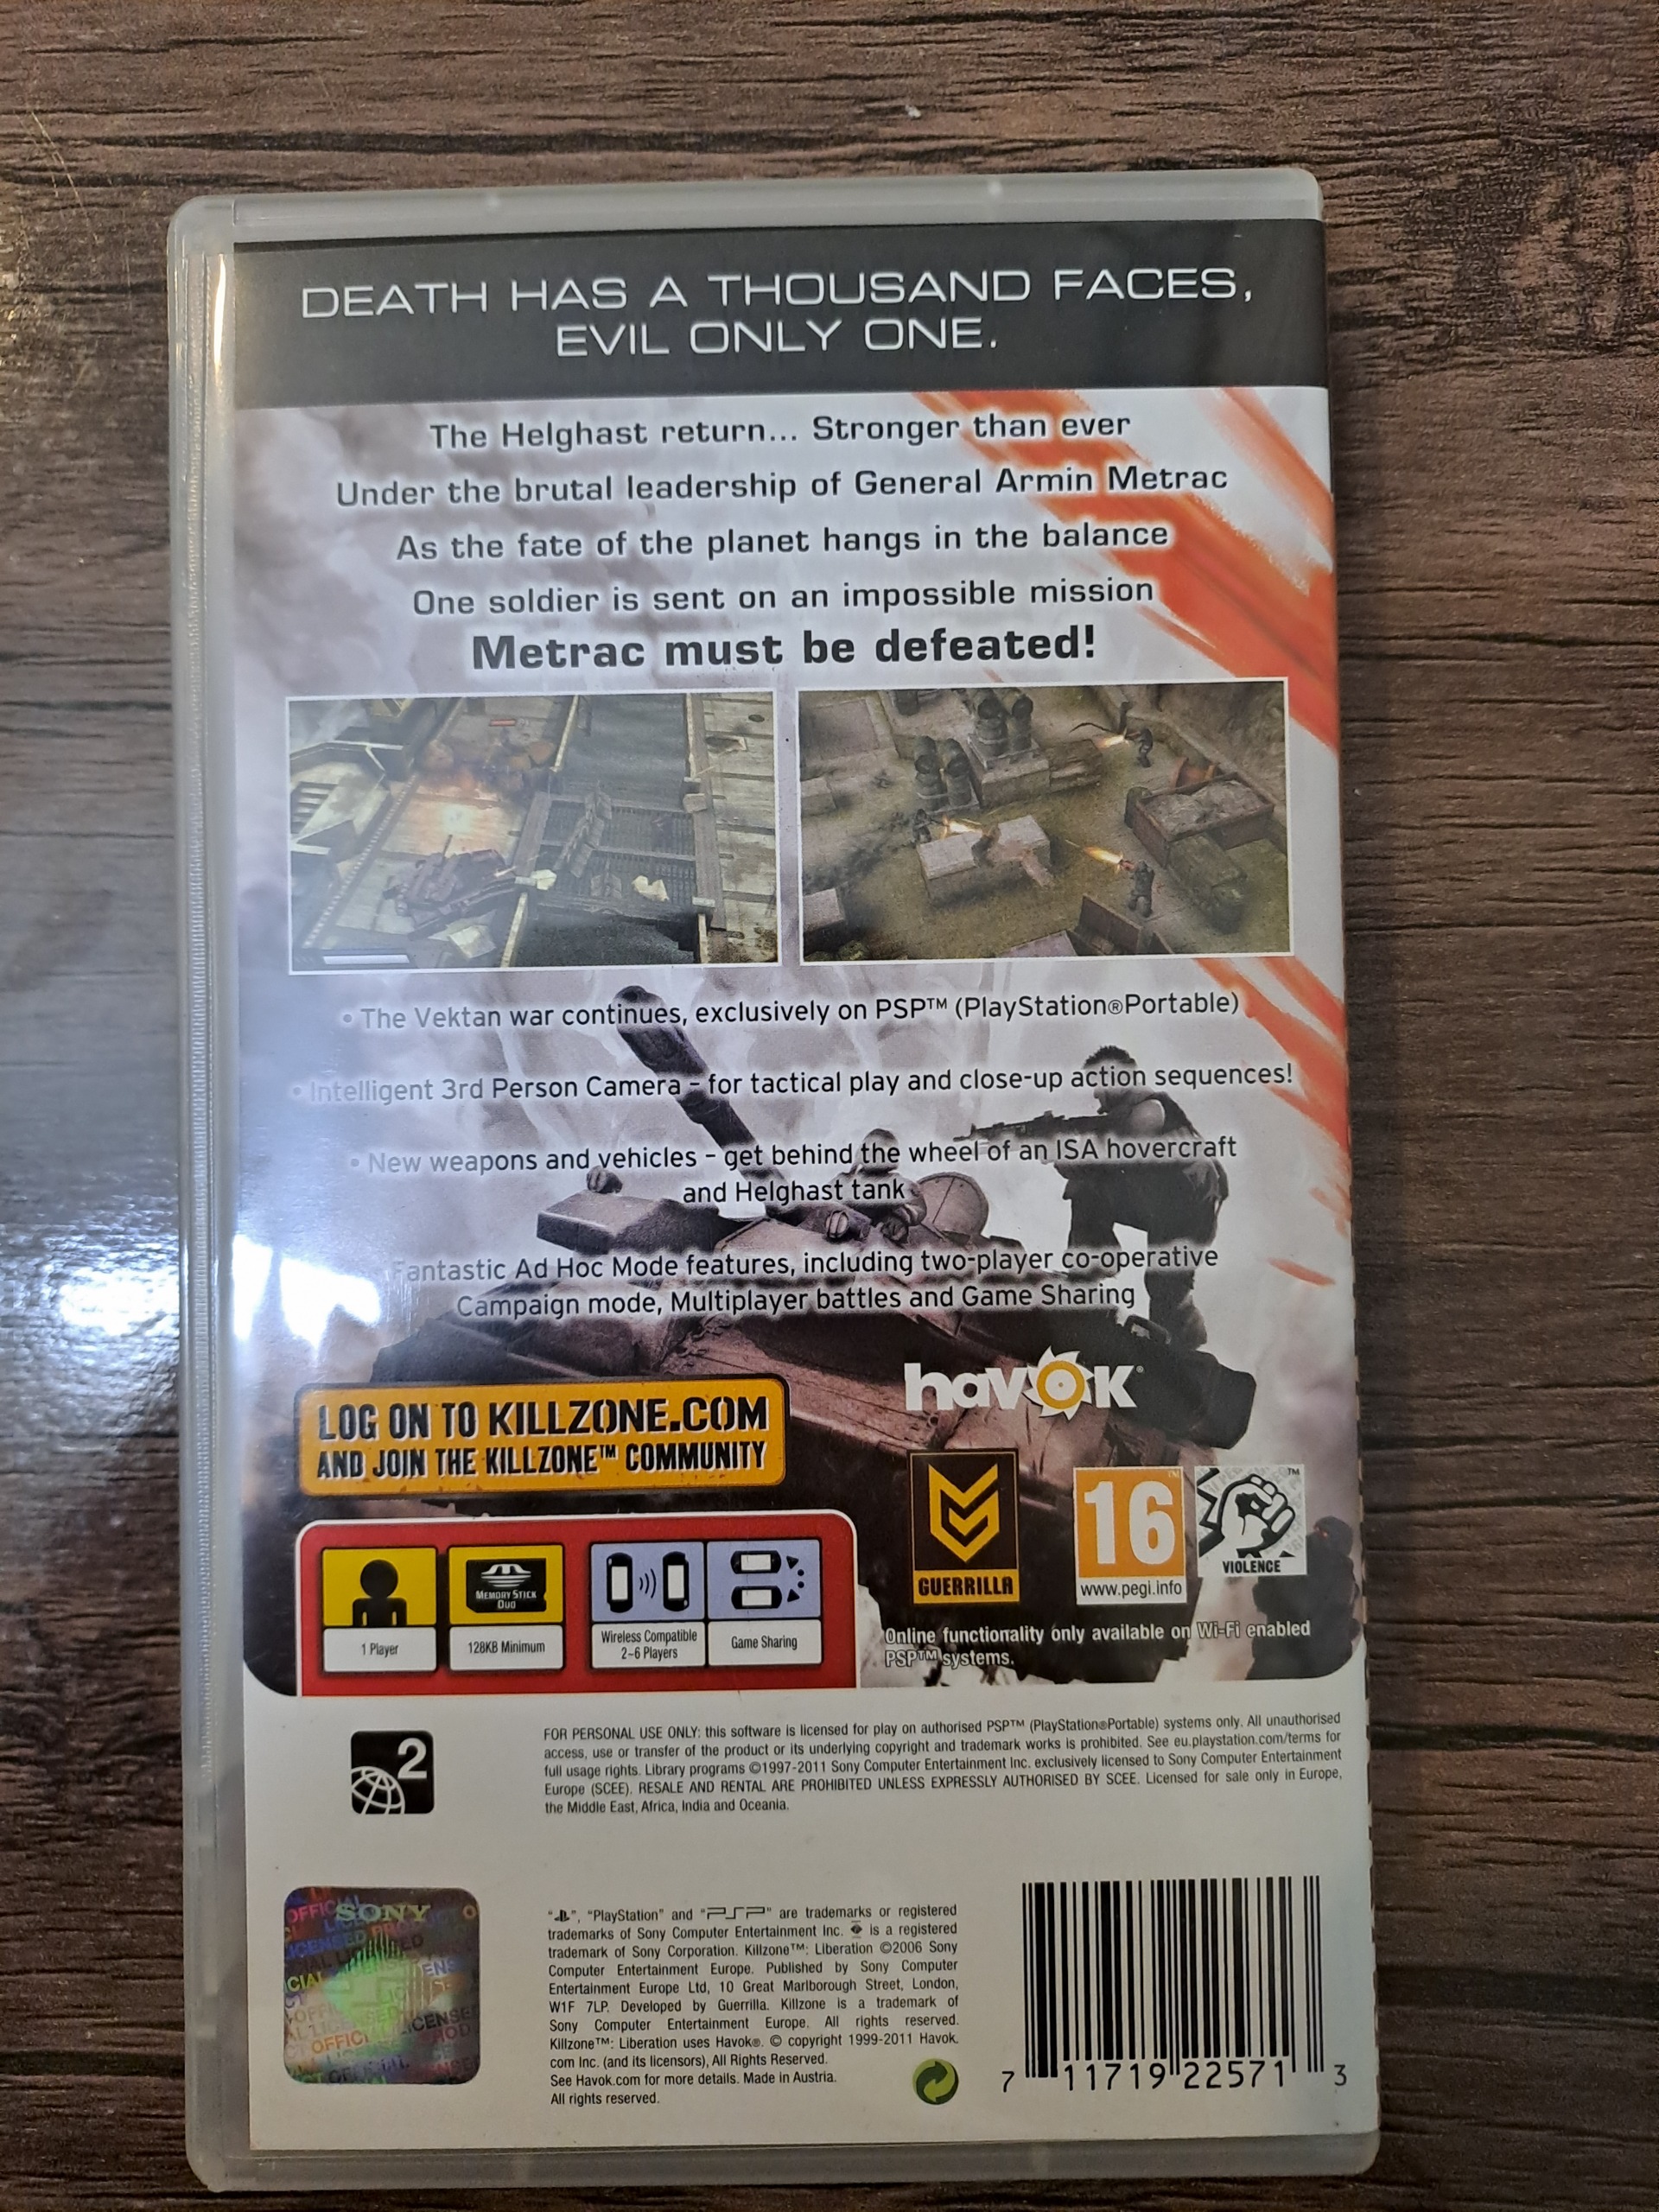 DEATH HAS A THOUSAND FACES,
EVIL ONLY ONE.
The Helghast return... Stronger than ever
Under the brutal leadership of General Armin Metrac
As the fate of the planet hangs in the balance
One soldier is sent on an impossible mission
Metrac must be defeated!
• The Vektan war continues, exclusively on PSP™ (PlayStation®Portable)
• Intelligent 3rd Person Camera – for tactical play and close-up action sequences!
• New weapons and vehicles – get behind the wheel of an ISA hovercraft
and Helghast tank
Fantastic Ad Hoc Mode features, including two-player co-operative
Campaign mode, Multiplayer battles and Game Sharing
havok
LOG ON TO KILLZONE.COM
AND JOIN THE KILLZONE™ COMMUNITY
GUERRILLA
16
www.pegi.info
VIOLENCE
MEMORY STICK
DUO
1 Player
128KB Minimum
Wireless Compatible
2-6 Players
Game Sharing
Online functionality only available on Wi-Fi enabled
PSP™ systems.
2
FOR PERSONAL USE ONLY: this software is licensed for play on authorised PSP™ (PlayStation®Portable) systems only. All unauthorised
access, use or transfer of the product or its underlying copyright and trademark works is prohibited. See eu.playstation.com/terms for
full usage rights. Library programs ©1997-2011 Sony Computer Entertainment Inc. exclusively licensed to Sony Computer Entertainment
Europe (SCEE). RESALE AND RENTAL ARE PROHIBITED UNLESS EXPRESSLY AUTHORISED BY SCEE. Licensed for sale only in Europe,
the Middle East, Africa, India and Oceania.
SONY
"", "PlayStation" and "PSP" are trademarks or registered
trademarks of Sony Computer Entertainment Inc. is a registered
trademark of Sony Corporation. Killzone™: Liberation ©2006 Sony
Computer Entertainment Europe. Published by Sony Computer
Entertainment Europe Ltd, 10 Great Marlborough Street, London,
W1F 7LP. Developed by Guerrilla. Killzone is a trademark of
Sony Computer Entertainment Europe. All rights reserved.
Killzone™: Liberation uses Havok®. © copyright 1999-2011 Havok.
com Inc. (and its licensors), All Rights Reserved.
See Havok.com for more details. Made in Austria.
All rights reserved.
7 11719 22571 3